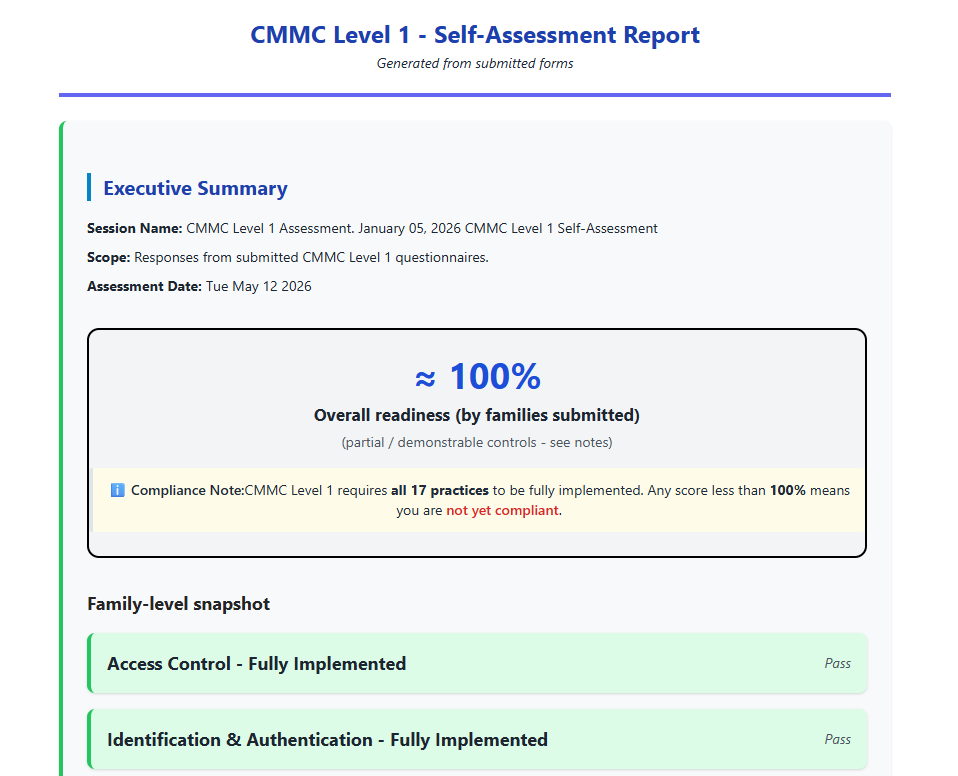 CMMC Level 1 - Self-Assessment Report
Generated from submitted forms
Executive Summary
Session Name: CMMC Level 1 Assessment. January 05, 2026 CMMC Level 1 Self-Assessment
Scope: Responses from submitted CMMC Level 1 questionnaires.
Assessment Date: Tue May 12 2026
≈ 100%
Overall readiness (by families submitted)
(partial / demonstrable controls - see notes)
ℹ️ Compliance Note:CMMC Level 1 requires all 17 practices to be fully implemented. Any score less than 100% means
you are not yet compliant.
Family-level snapshot
Access Control - Fully Implemented Pass
Identification & Authentication - Fully Implemented Pass